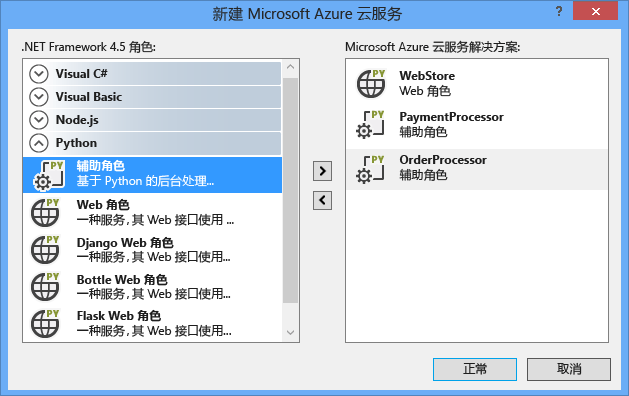 新建 Microsoft Azure 云服务
.NET Framework 4.5 角色:
Visual C#
Visual Basic
Node.js
Python
PY
辅助角色
基于 Python 的后台处理...
PY
Web 角色
一种服务，其 Web 接口使用 ...
PY
Django Web 角色
一种服务，其 Web 接口使用...
PY
Bottle Web 角色
一种服务，其 Web 接口使用...
PY
Flask Web 角色
一种服务，其 Web 接口使用...
Microsoft Azure 云服务解决方案:
PY
WebStore
Web 角色
PY
PaymentProcessor
辅助角色
PY
OrderProcessor
辅助角色
正常
取消